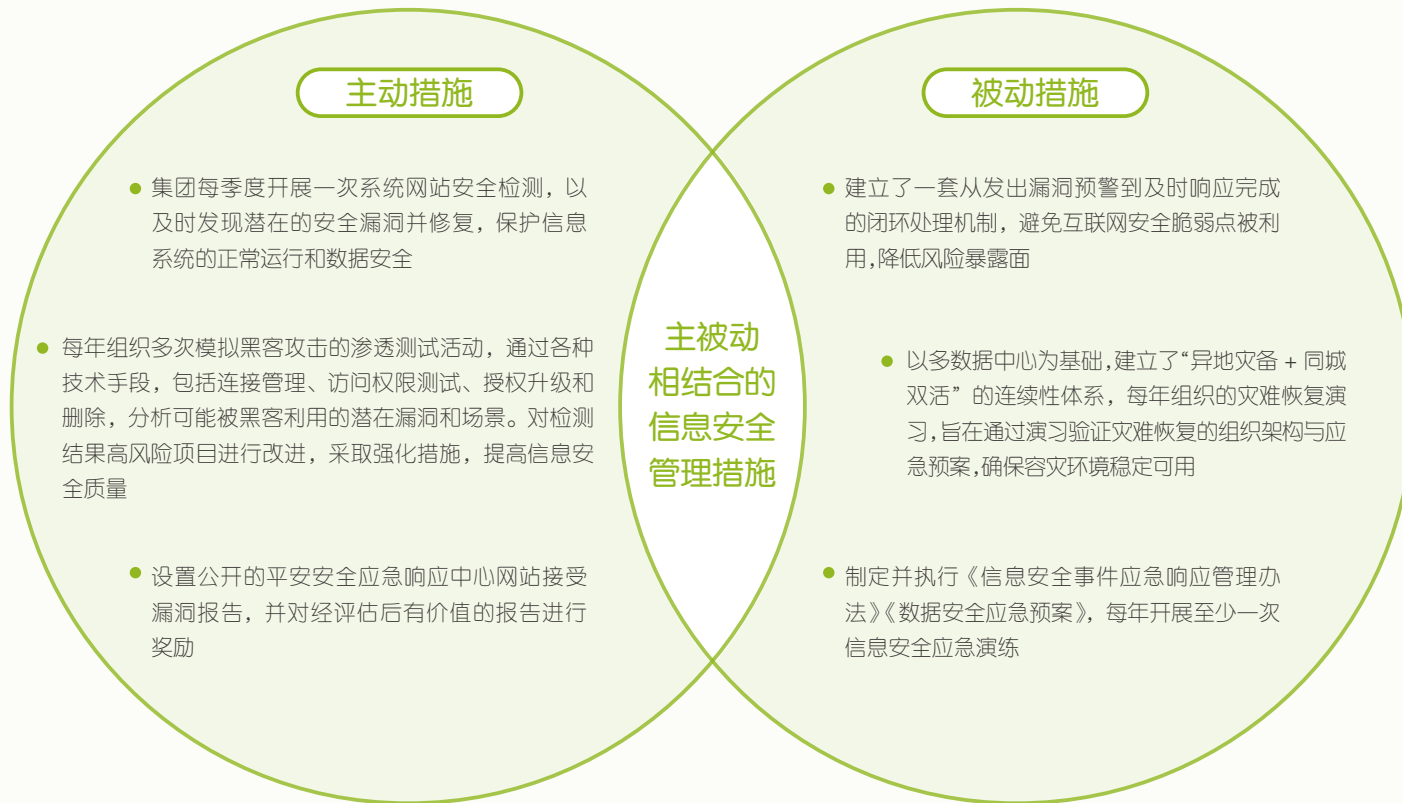 主动措施
集团每季度开展一次系统网站安全检测，以
及时发现潜在的安全漏洞并修复，保护信息
系统的正常运行和数据安全
每年组织多次模拟黑客攻击的渗透测试活动，通过各种
技术手段，包括连接管理、访问权限测试、授权升级和
删除，分析可能被黑客利用的潜在漏洞和场景。对检测
结果高风险项目进行改进，采取强化措施，提高信息安
全质量
设置公开的平安安全应急响应中心网站接受
漏洞报告，并对经评估后有价值的报告进行
奖励
主被动
相结合的
信息安全
管理措施
被动措施
建立了一套从发出漏洞预警到及时响应完成
的闭环处理机制，避免互联网安全脆弱点被利
用,降低风险暴露面
以多数据中心为基础,建立了“异地灾备 + 同城
双活”的连续性体系，每年组织的灾难恢复演
习,旨在通过演习验证灾难恢复的组织架构与应
急预案,确保容灾环境稳定可用
制定并执行《信息安全事件应急响应管理办
法》《数据安全应急预案》，每年开展至少一次
信息安全应急演练